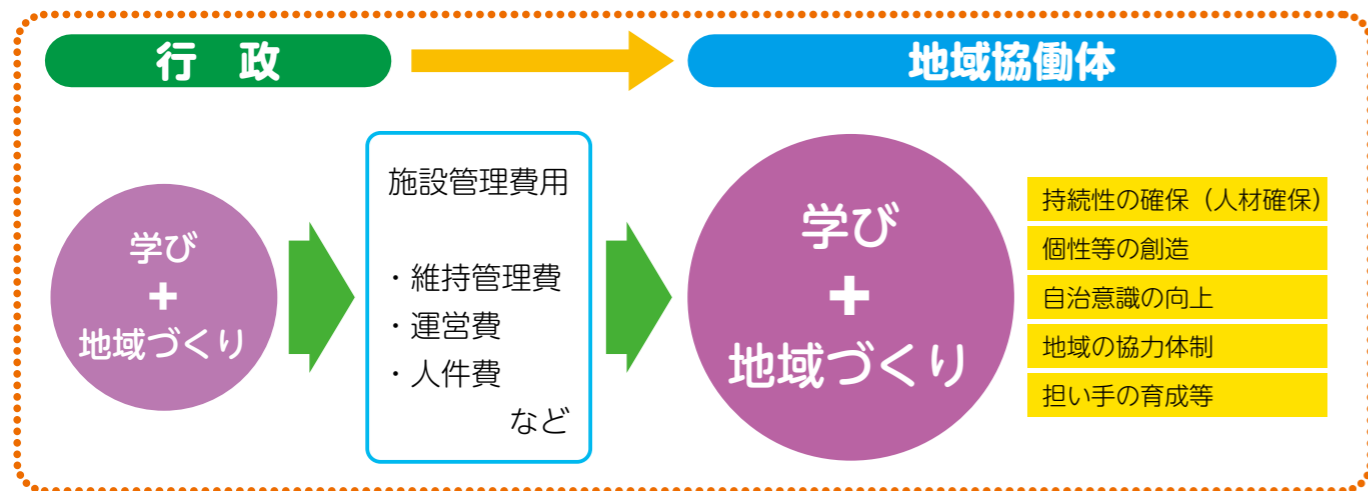 行　政
地域協働体
学び
+
地域づくり
施設管理費用
・維持管理費
・運営費
・人件費
など
学び
+
地域づくり
持続性の確保（人材確保）
個性等の創造
自治意識の向上
地域の協力体制
担い手の育成等